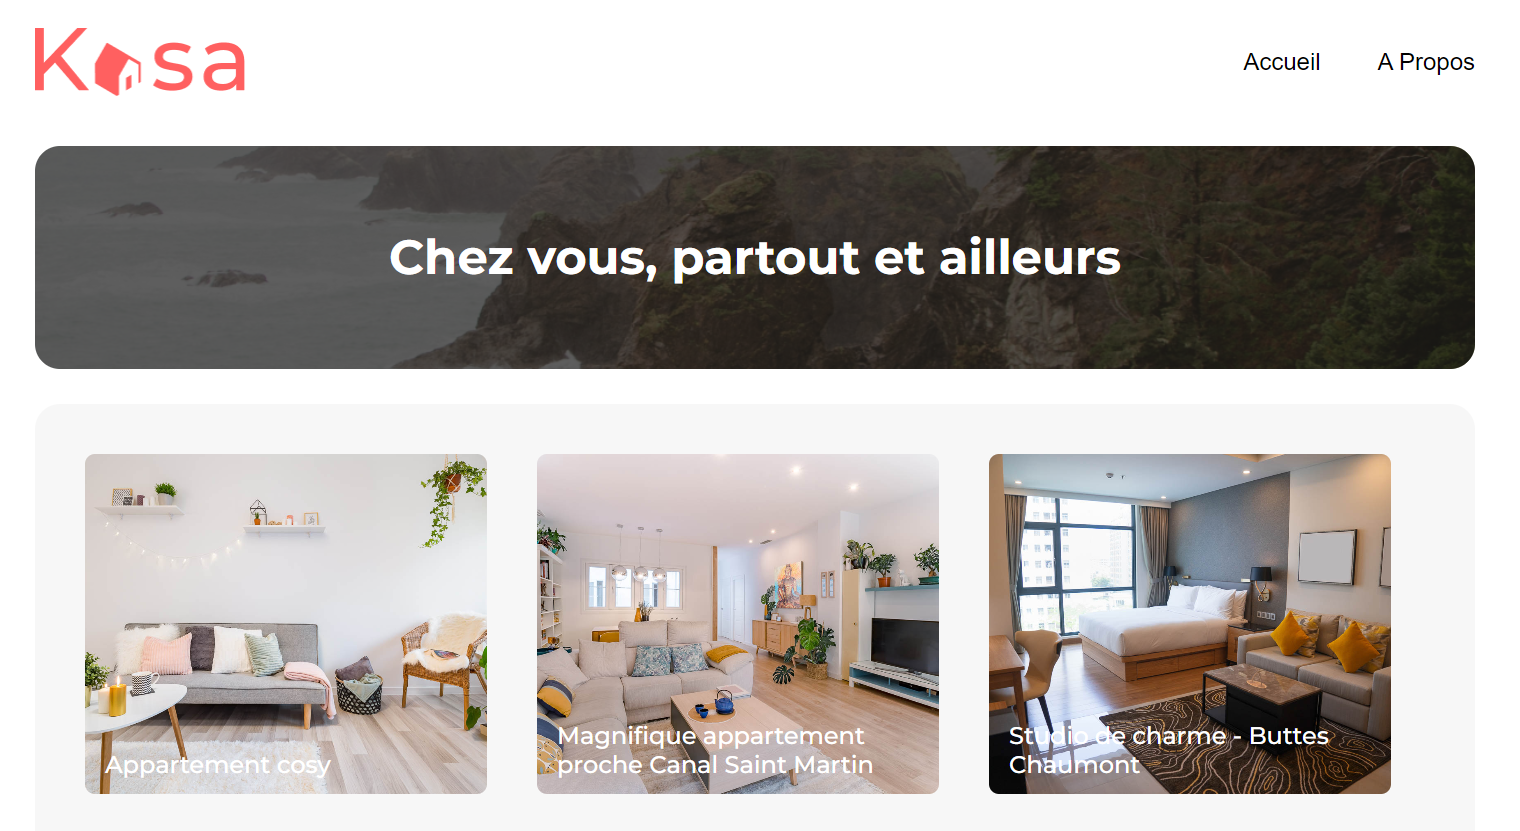 Kasa
Accueil
A Propos
Chez vous, partout et ailleurs
Appartement cosy
Magnifique appartement
proche Canal Saint Martin
Studio de charme - Buttes
Chaumont